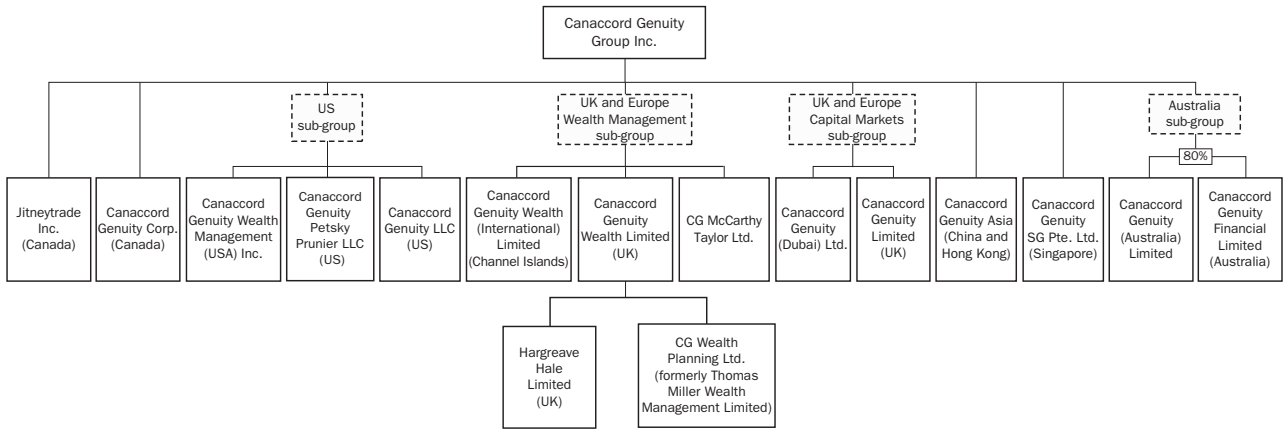 Canaccord Genuity
Group Inc.
US
sub-group
UK and Europe
Wealth Management
sub-group
UK and Europe
Capital Markets
sub-group
Australia
sub-group
80%
Jitneytrade
Inc.
(Canada)
Canaccord
Genuity Corp.
(Canada)
Canaccord
Genuity Wealth
Management
(USA) Inc.
Canaccord
Genuity
Petsky
Prunier LLC
(US)
Canaccord
Genuity LLC
(US)
Canaccord
Genuity Wealth
(International)
Limited
(Channel Islands)
Canaccord
Genuity
Wealth Limited
(UK)
CG McCarthy
Taylor Ltd.
Canaccord
Genuity
(Dubai) Ltd.
Canaccord
Genuity
Limited
(UK)
Canaccord
Genuity Asia
(China and
Hong Kong)
Canaccord
Genuity
SG Pte. Ltd.
(Singapore)
Canaccord
Genuity
(Australia)
Limited
Canaccord
Genuity
Financial
Limited
(Australia)
Hargreave
Hale
Limited
(UK)
CG Wealth
Planning Ltd.
(formerly Thomas
Miller Wealth
Management Limited)